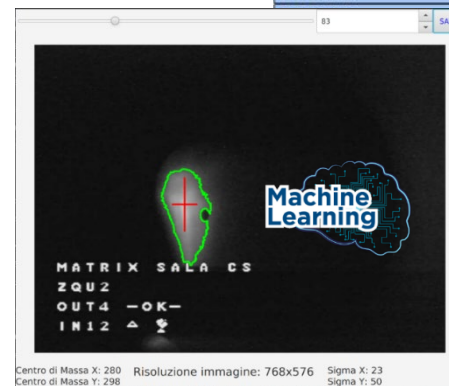 83
SA
Machine
Learning
MATRIX SALA CS
ZQU2
OUT4 -OK-
IN12
Centro di Massa X: 280 Risoluzione immagine: 768x576 Sigma X: 23
Centro di Massa Y: 298 Sigma Y: 50